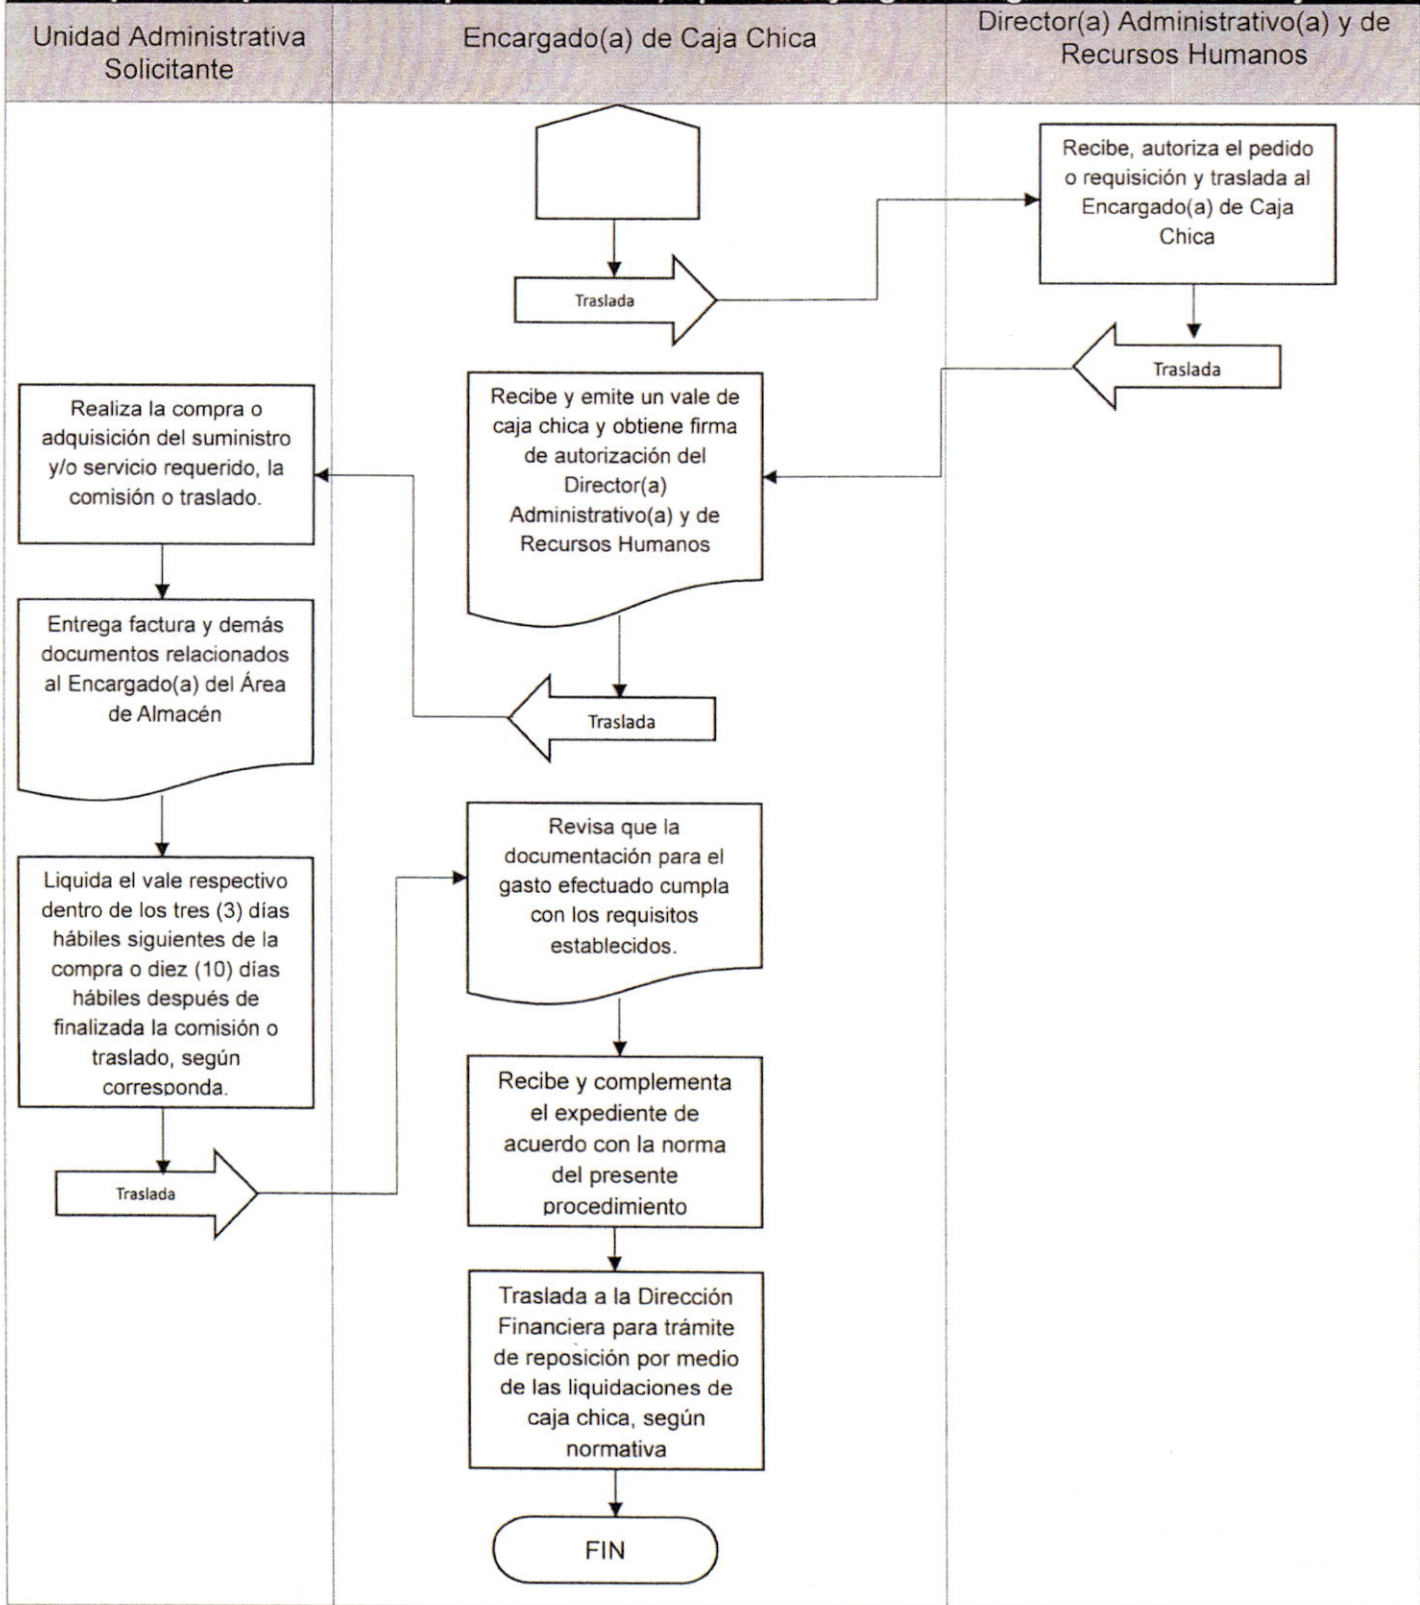 Unidad Administrativa
Solicitante
Encargado(a) de Caja Chica
Director(a) Administrativo(a) y de
Recursos Humanos
Recibe, autoriza el pedido
o requisición y traslada al
Encargado(a) de Caja
Chica
Traslada
Traslada
Recibe y emite un vale de
caja chica y obtiene firma
de autorización del
Director(a)
Administrativo(a) y de
Recursos Humanos
Traslada
Realiza la compra o
adquisición del suministro
y/o servicio requerido, la
comisión o traslado.
Entrega factura y demás
documentos relacionados
al Encargado(a) del Área
de Almacén
Liquida el vale respectivo
dentro de los tres (3) días
hábiles siguientes de la
compra o diez (10) días
hábiles después de
finalizada la comisión o
traslado, según
corresponda.
Traslada
Revisa que la
documentación para el
gasto efectuado cumpla
con los requisitos
establecidos.
Recibe y complementa
el expediente de
acuerdo con la norma
del presente
procedimiento
Traslada a la Dirección
Financiera para trámite
de reposición por medio
de las liquidaciones de
caja chica, según
normativa
FIN